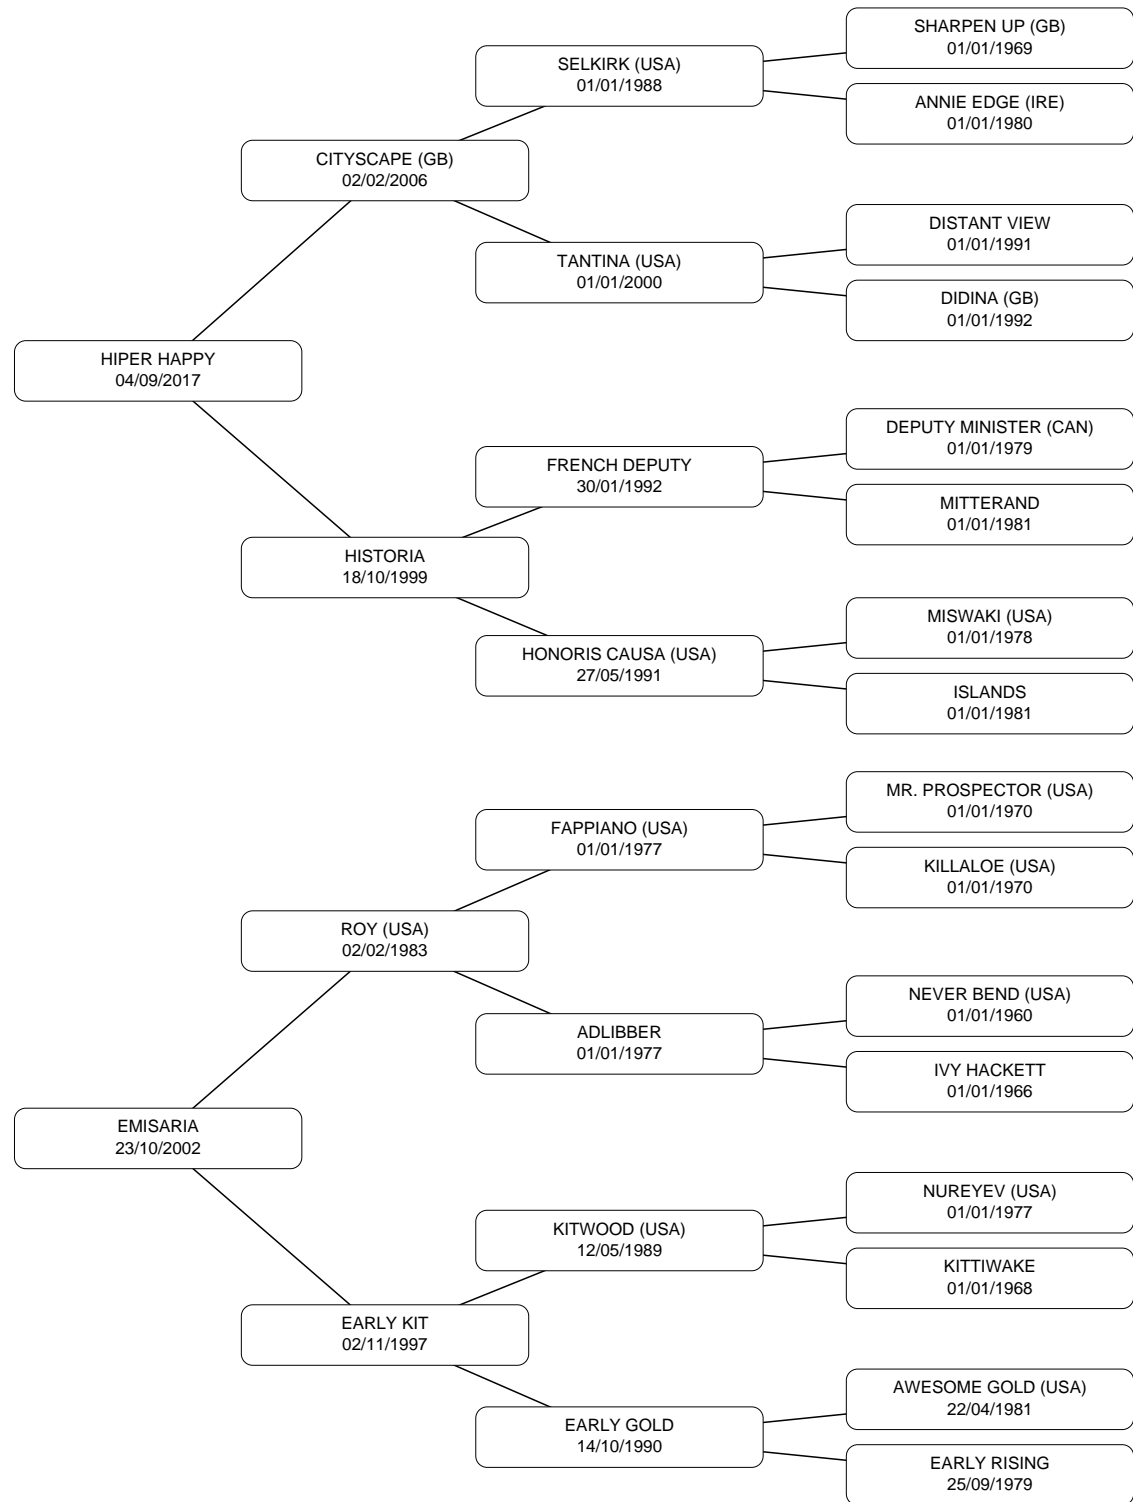 SHARPEN UP (GB)
01/01/1969
SELKIRK (USA)
01/01/1988
ANNIE EDGE (IRE)
01/01/1980
CITYSCAPE (GB)
02/02/2006
DISTANT VIEW
01/01/1991
TANTINA (USA)
01/01/2000
DIDINA (GB)
01/01/1992
HIPER HAPPY
04/09/2017
DEPUTY MINISTER (CAN)
01/01/1979
FRENCH DEPUTY
30/01/1992
MITTERAND
01/01/1981
HISTORIA
18/10/1999
MISWAKI (USA)
01/01/1978
HONORIS CAUSA (USA)
27/05/1991
ISLANDS
01/01/1981
MR. PROSPECTOR (USA)
01/01/1970
FAPPIANO (USA)
01/01/1977
KILLALOE (USA)
01/01/1970
ROY (USA)
02/02/1983
NEVER BEND (USA)
01/01/1960
ADLIBBER
01/01/1977
IVY HACKETT
01/01/1966
EMISARIA
23/10/2002
NUREYEV (USA)
01/01/1977
KITWOOD (USA)
12/05/1989
KITTIWAKE
01/01/1968
EARLY KIT
02/11/1997
AWESOME GOLD (USA)
22/04/1981
EARLY GOLD
14/10/1990
EARLY RISING
25/09/1979